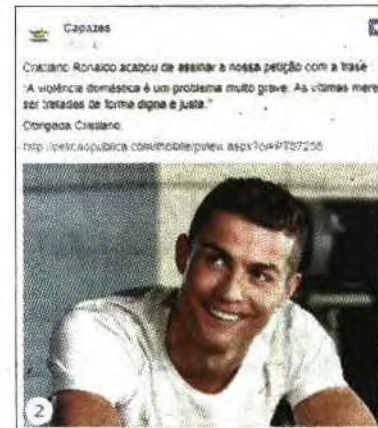 Capazes
Cristiano Ronaldo acabou de assinar a nossa petição com a frase
"A violência doméstica é um problema muito grave. As vítimas mere
ser tratadas de forma digna e justa."
Obrigada Cristiano.
2